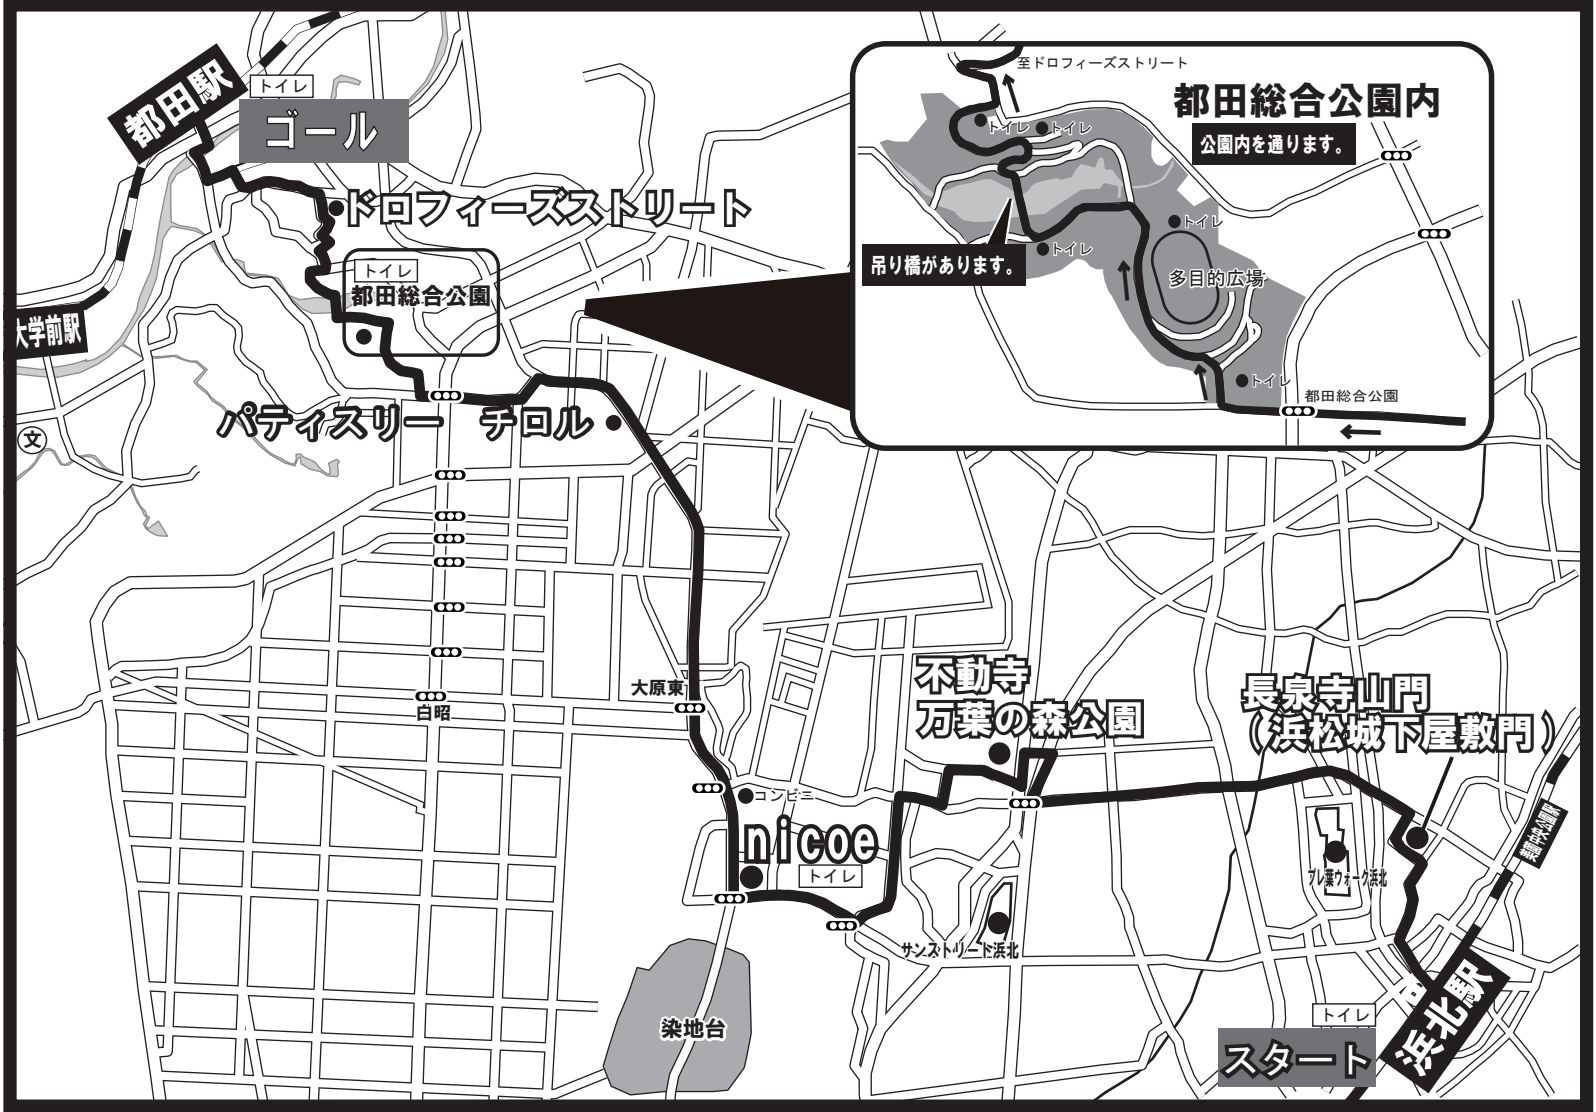 都田駅
トイレ
ゴール
ドロフィーズストリート
トイレ
都田総合公園
大学前駅
パティスリー チロル
文
至ドロフィーズストリート
都田総合公園内
公園内を通ります。
トイレ
トイレ
トイレ
トイレ
吊り橋があります。
多目的広場
トイレ
都田総合公園
大原東
白昭
不動寺
万葉の森公園
長泉寺山門
（浜松城下屋敷門）
コンビニ
nicoe
トイレ
プレ葉ウォーク浜北
美薗中央公園駅
サンストリート浜北
染地台
トイレ
スタート
浜北駅